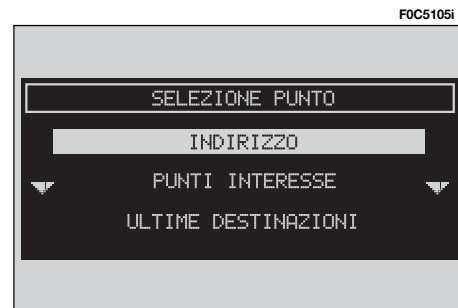 F0C5105i
SELEZIONE PUNTO
INDIRIZZO
PUNTI INTERESSE
ULTIME DESTINAZIONI